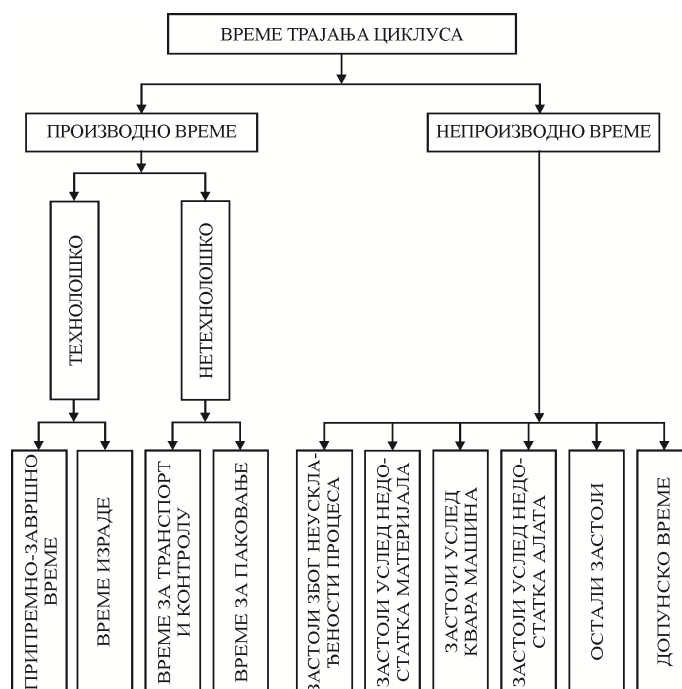 ВРЕМЕ ТРАЈАЊА ЦИКЛУСА
ПРОИЗВОДНО ВРЕМЕ
НЕПРОИЗВОДНО ВРЕМЕ
ТЕХНОЛОШКО
НЕТЕХНОЛОШКО
ПРИПРЕМНО-ЗАВРШНО
ВРЕМЕ
ВРЕМЕ ИЗРАДЕ
ВРЕМЕ ЗА ТРАНСПОРТ
И КОНТРОЛУ
ВРЕМЕ ЗА ПАКОВАЊЕ
ЗАСТОЈИ ЗБОГ НЕУСКЛА-
ЂЕНОСТИ ПРОЦЕСА
ЗАСТОЈИ УСЛЕД НЕДО-
СТАТКА МАТЕРИЈАЛА
ЗАСТОЈИ УСЛЕД
КВАРА МАШИНА
ЗАСТОЈИ УСЛЕД НЕДО-
СТАТКА АЛАТА
ОСТАЛИ ЗАСТОЈИ
ДОПУНСКО ВРЕМЕ